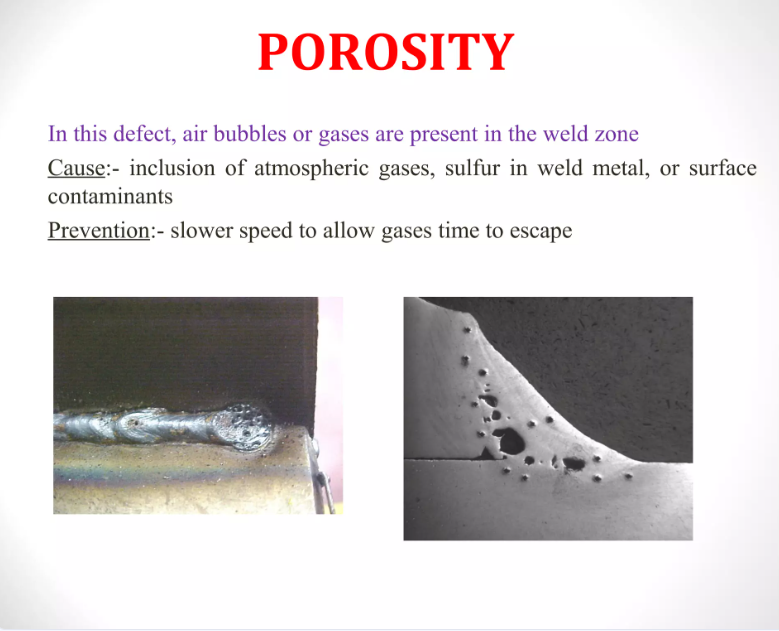 POROSITY
In this defect, air bubbles or gases are present in the weld zone
Cause:- inclusion of atmospheric gases, sulfur in weld metal, or surface
contaminants
Prevention:- slower speed to allow gases time to escape